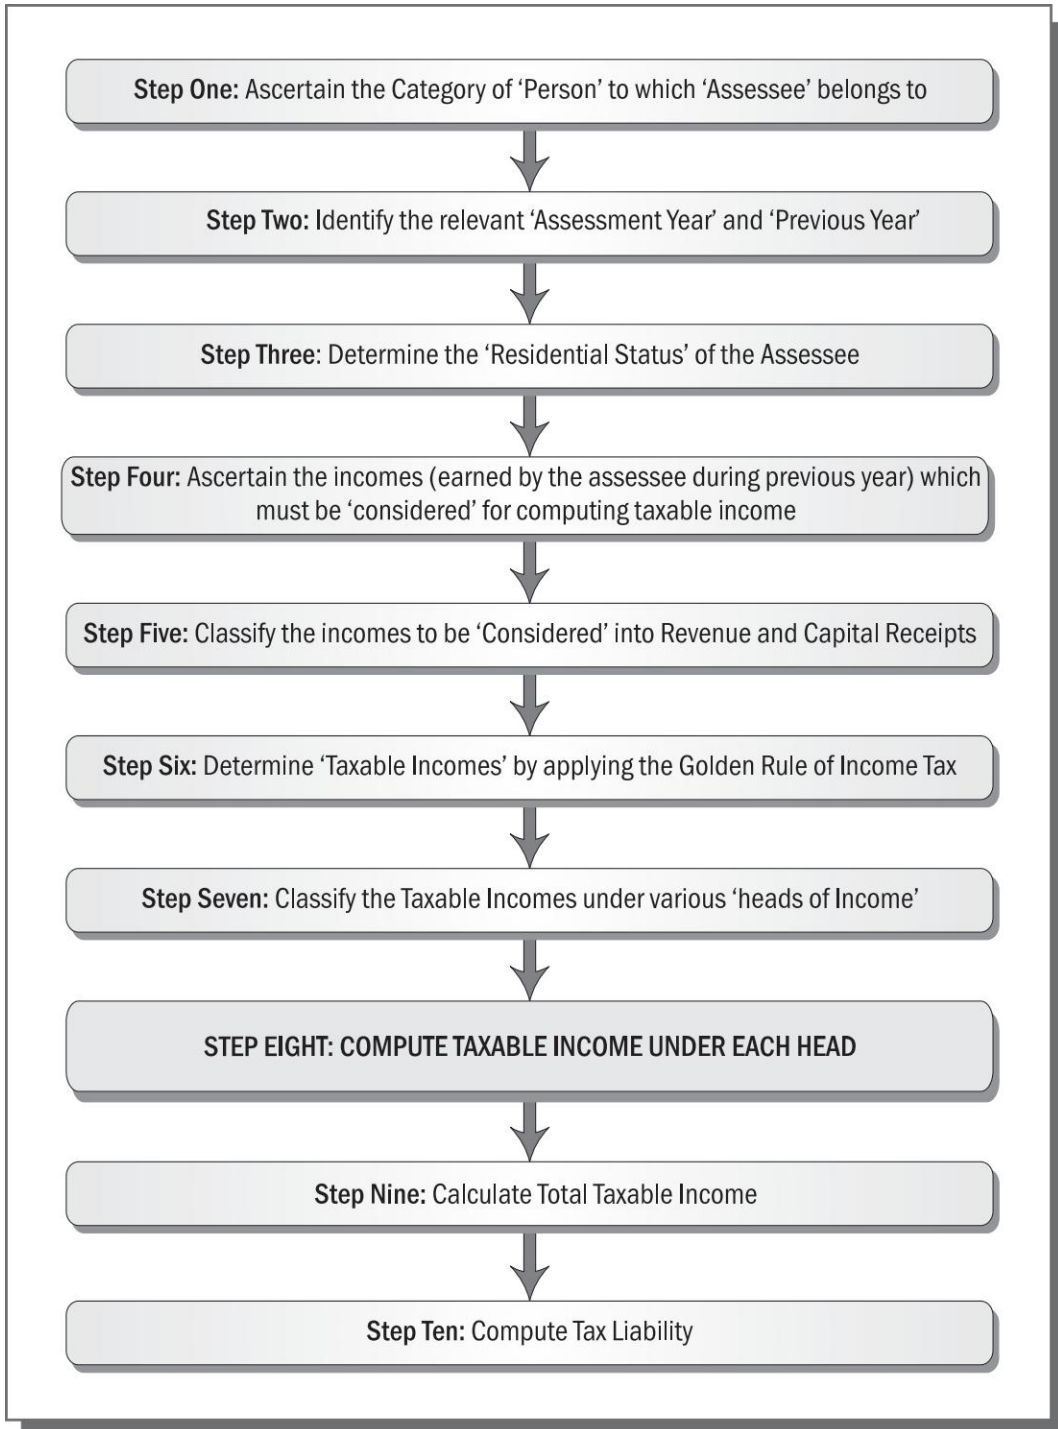 Step One: Ascertain the Category of ‘Person’ to which ‘Assessee’ belongs to
Step Two: Identify the relevant ‘Assessment Year’ and ‘Previous Year’
Step Three: Determine the ‘Residential Status’ of the Assessee
Step Four: Ascertain the incomes (earned by the assessee during previous year) which
must be ‘considered’ for computing taxable income
Step Five: Classify the incomes to be ‘Considered’ into Revenue and Capital Receipts
Step Six: Determine ‘Taxable Incomes’ by applying the Golden Rule of Income Tax
Step Seven: Classify the Taxable Incomes under various ‘heads of Income’
STEP EIGHT: COMPUTE TAXABLE INCOME UNDER EACH HEAD
Step Nine: Calculate Total Taxable Income
Step Ten: Compute Tax Liability